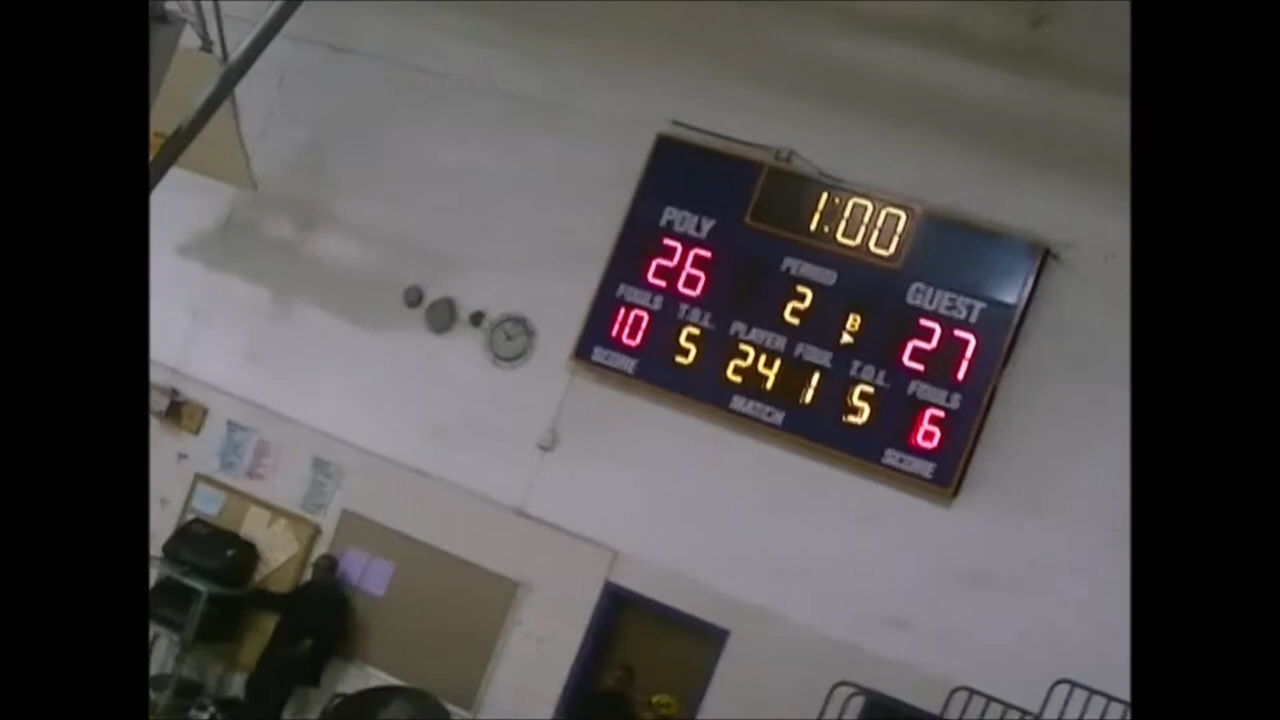 1:00
POLY
26
PERIOD
2
B
GUEST
27
FOULS
10
T.O.L.
5
PLAYER FOUL
24 1
T.O.L.
5
FOULS
6
SCORE
MATCH
SCORE